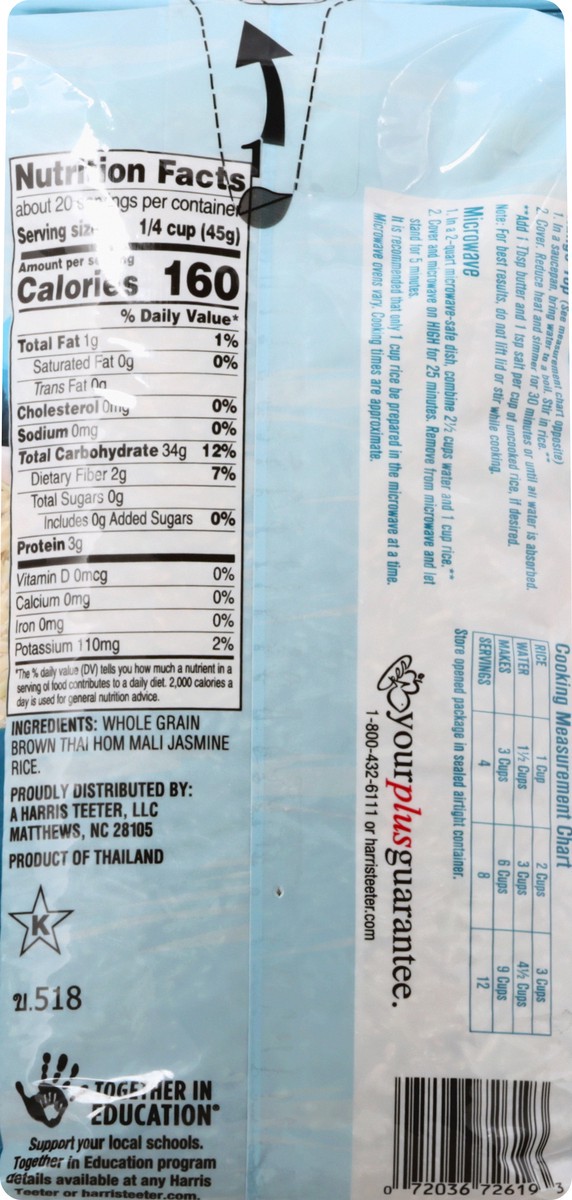 1
Nutrition Facts
about 20 servings per container
Serving size 1/4 cup (45g)
Amount per serving
Calories 160
% Daily Value*
Total Fat 1g 1%
Saturated Fat 0g 0%
Trans Fat 0g
Cholesterol 0mg 0%
Sodium 0mg 0%
Total Carbohydrate 34g 12%
Dietary Fiber 2g 7%
Total Sugars 0g
Includes 0g Added Sugars 0%
Protein 3g
Vitamin D 0mcg 0%
Calcium 0mg 0%
Iron 0mg 0%
Potassium 110mg 2%
*The % daily value (DV) tells you how much a nutrient in a
serving of food contributes to a daily diet. 2,000 calories a
day is used for general nutrition advice.
INGREDIENTS: WHOLE GRAIN
BROWN THAI HOM MALI JASMINE
RICE.
PROUDLY DISTRIBUTED BY:
A HARRIS TEETER, LLC
MATTHEWS, NC 28105
PRODUCT OF THAILAND
K
21.518
TOGETHER IN
EDUCATION
Support your local schools.
Together in Education program
details available at any Harris
Teeter or harristeeter.com.
Top (See measurement chart opposite)
1. In a saucepan, bring water to a boil. Stir in rice.**
2. Cover. Reduce heat and simmer for 30 minutes or until all water is absorbed.
**Add 1 Tbsp butter and 1 tsp salt per cup of uncooked rice, if desired.
Note: For best results, do not lift lid or stir while cooking.
Microwave
1. In a 2-quart microwave-safe dish, combine 2½ cups water and 1 cup rice.**
2. Cover and microwave on HIGH for 25 minutes. Remove from microwave and let
stand for 5 minutes.
It is recommended that only 1 cup rice be prepared in the microwave at a time.
Microwave ovens vary. Cooking times are approximate.
Cooking Measurement Chart
RICE 1 Cup 2 Cups 3 Cups
WATER 1½ Cups 3 Cups 4½ Cups
MAKES 3 Cups 6 Cups 9 Cups
SERVINGS 4 8 12
Store opened package in sealed airtight container.
yourplusguarantee.
1-800-432-6111 or harristeeter.com
0 72036 72619 3